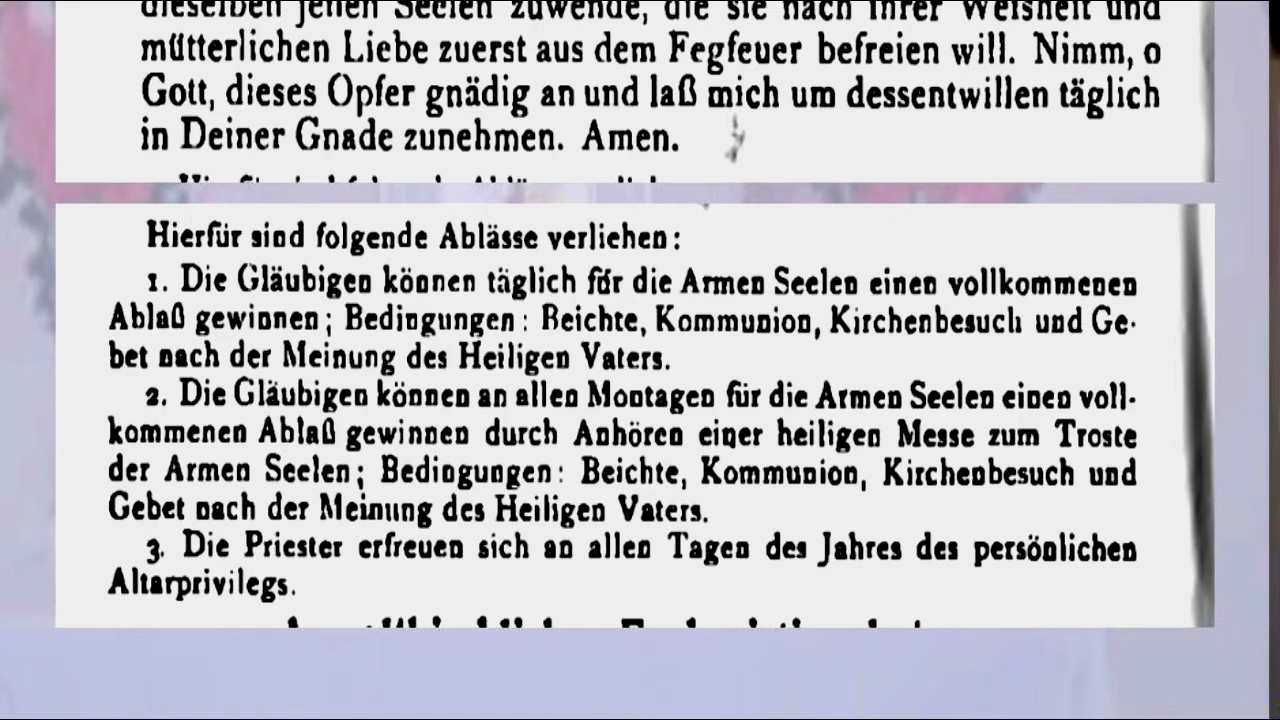 dieselben jenen Seelen zuwende, die sie nach ihrer Weisheit und
mütterlichen Liebe zuerst aus dem Fegfeuer befreien will. Nimm, o
Gott, dieses Opfer gnädig an und laß mich um dessentwillen täglich
in Deiner Gnade zunehmen. Amen.
Hierfür sind folgende Ablässe verliehen:
1. Die Gläubigen können täglich für die Armen Seelen einen vollkommenen
Ablaß gewinnen; Bedingungen: Beichte, Kommunion, Kirchenbesuch und Ge-
bet nach der Meinung des Heiligen Vaters.
2. Die Gläubigen können an allen Montagen für die Armen Seelen einen voll-
kommenen Ablaß gewinnen durch Anhören einer heiligen Messe zum Troste
der Armen Seelen; Bedingungen: Beichte, Kommunion, Kirchenbesuch und
Gebet nach der Meinung des Heiligen Vaters.
3. Die Priester erfreuen sich an allen Tagen des Jahres des persönlichen
Altarprivilegs.